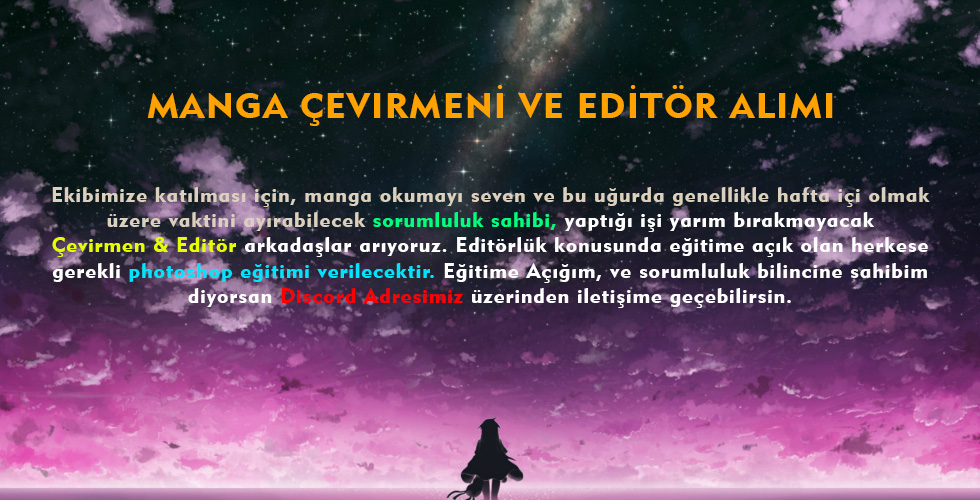 MANGA ÇEVIRMENİ VE EDİTÖR ALIMI
Ekibimize katılması için, manga okumayı seven ve bu uğurda genellikle hafta içi olmak
üzere vaktini ayırabilecek sorumluluk sahibi, yaptığı işi yarım bırakmayacak
Çevirmen & Editör arkadaşlar arıyoruz. Editörlük konusunda eğitime açık olan herkese
gerekli photoshop eğitimi verilecektir. Eğitime Açığım, ve sorumluluk bilincine sahibim
diyorsan Discord Adresimiz üzerinden iletişime geçebilirsin.